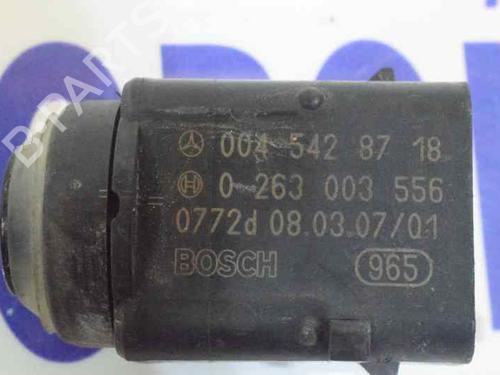 B-PARTS
004 542 87 18
0 263 003 556
0772d 08.03.07/01
BOSCH 965